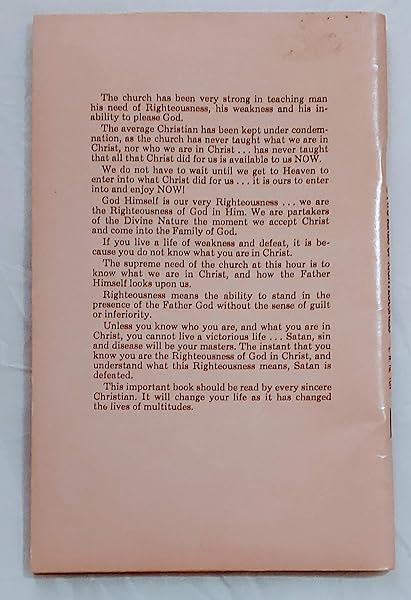 The church has been very strong in teaching man
his need of Righteousness, his weakness and his in-
ability to please God.
The average Christian has been kept under condem-
nation, as the church has never taught what we are in
Christ, nor who we are in Christ . . . has never taught
that all that Christ did for us is available to us NOW.
We do not have to wait until we get to Heaven to
enter into what Christ did for us . . . it is ours to enter
into and enjoy NOW!
God Himself is our very Righteousness . . . we are
the Righteousness of God in Him. We are partakers
of the Divine Nature the moment we accept Christ
and come into the Family of God.
If you live a life of weakness and defeat, it is be-
cause you do not know what you are in Christ.
The supreme need of the church at this hour is to
know what we are in Christ, and how the Father
Himself looks upon us.
Righteousness means the ability to stand in the
presence of the Father God without the sense of guilt
or inferiority.
Unless you know who you are, and what you are in
Christ, you cannot live a victorious life . . . Satan, sin
and disease will be your masters. The instant that you
know you are the Righteousness of God in Christ, and
understand what this Righteousness means, Satan is
defeated.
This important book should be read by every sincere
Christian. It will change your life as it has changed
the lives of multitudes.